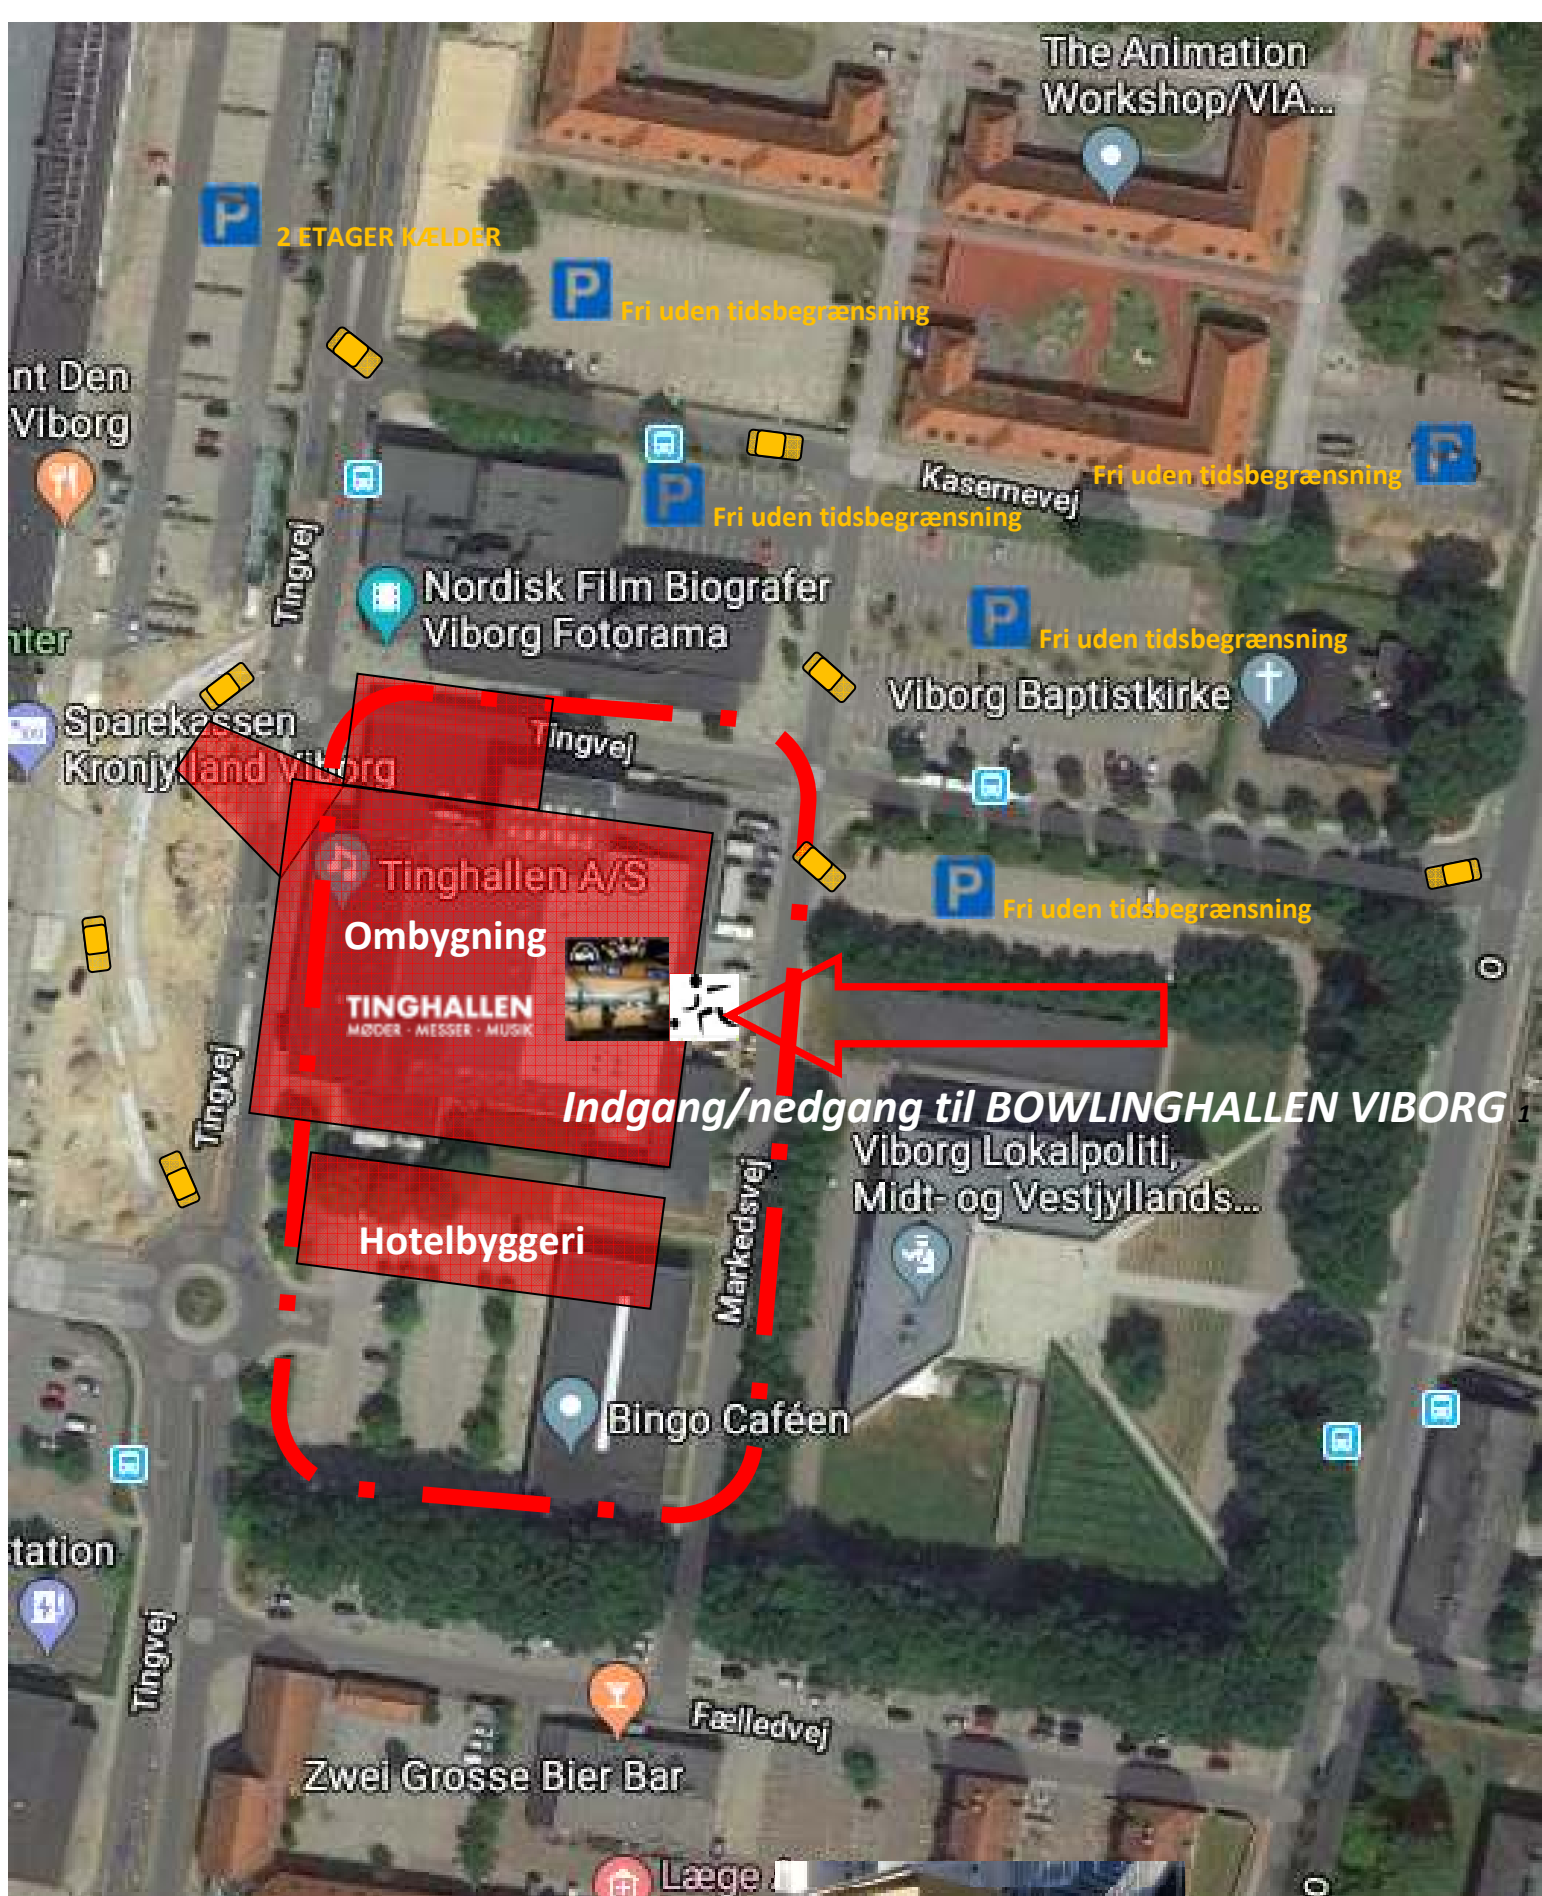 The Animation
Workshop/VIA...
P
2 ETAGER KÆLDER
P
Fri uden tidsbegrænsning
nt Den
Viborg
Kasernevej
Fri uden tidsbegrænsning
P
P
Fri uden tidsbegrænsning
Tingvej
Nordisk Film Biografer
Viborg Fotorama
P
Fri uden tidsbegrænsning
nter
Viborg Baptistkirke
Sparekassen
Kronjylland Viborg
Tingvej
Tinghallen A/S
P
Fri uden tidsbegrænsning
Ombygning
TINGHALLEN
MØDER · MESSER · MUSIK
O
Tingvej
Indgang/nedgang til BOWLINGHALLEN VIBORG 1
Viborg Lokalpoliti,
Midt- og Vestjyllands...
Markedsvej
Hotelbyggeri
Bingo Caféen
tation
Tingvej
Fælledvej
Zwei Grosse Bier Bar
Læge
O